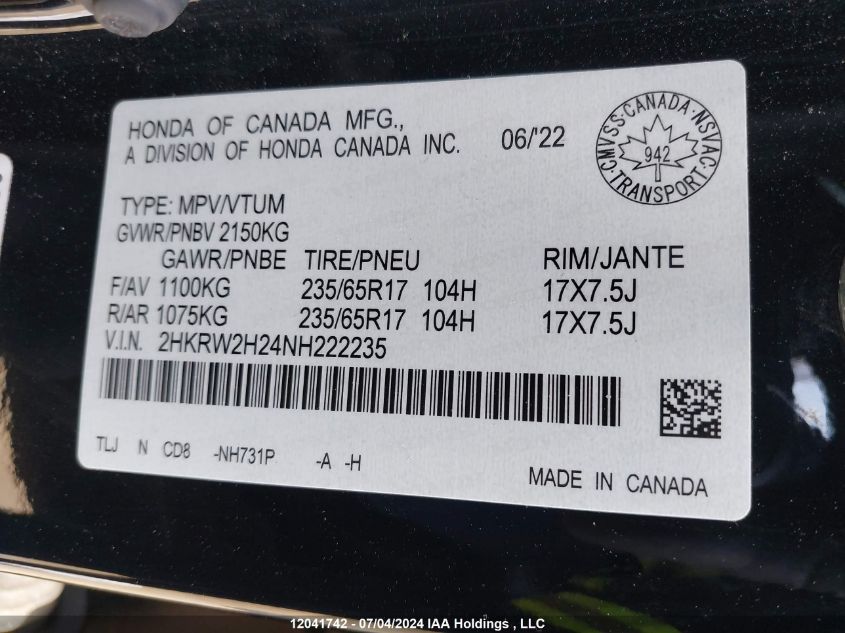 HONDA OF CANADA MFG.,
A DIVISION OF HONDA CANADA INC. 06/'22
CMVSS·CANADA·NSVAC·TRANSPORT·
942
TYPE: MPV/VTUM
GVWR/PNBV 2150KG
GAWR/PNBE TIRE/PNEU RIM/JANTE
F/AV 1100KG 235/65R17 104H 17X7.5J
R/AR 1075KG 235/65R17 104H 17X7.5J
V.I.N. 2HKRW2H24NH222235
TLJ N CD8 -NH731P -A -H
MADE IN CANADA
12041742 - 07/04/2024 IAA Holdings , LLC